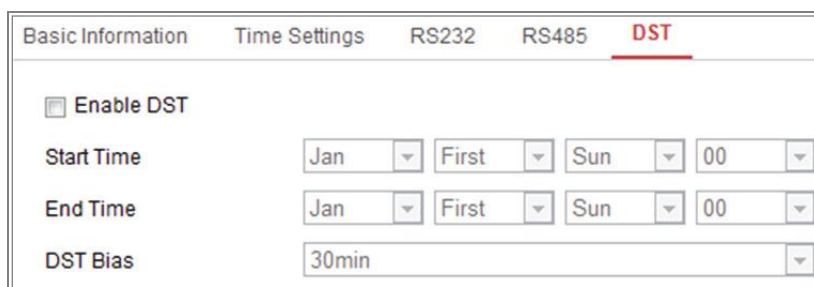 Basic Information Time Settings RS232 RS485 DST
Enable DST
Start Time Jan First Sun 00
End Time Jan First Sun 00
DST Bias 30min